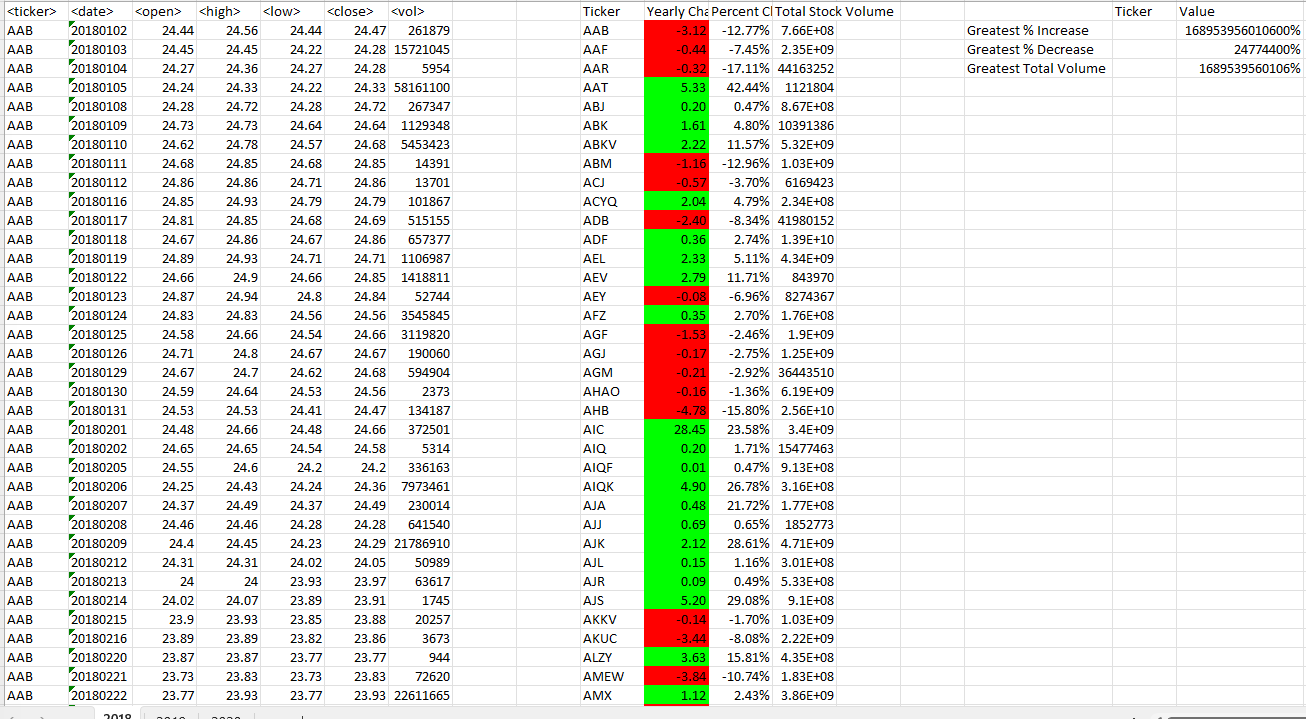 <ticker> <date> <open> <high> <low> <close> <vol> Ticker Yearly Cha Percent Cl Total Stock Volume Ticker Value
AAB 20180102 24.44 24.56 24.44 24.47 261879 AAB -3.12 -12.77% 7.66E+08 Greatest % Increase 168953956010600%
AAB 20180103 24.45 24.45 24.22 24.28 15721045 AAF -0.44 -7.45% 2.35E+09 Greatest % Decrease 24774400%
AAB 20180104 24.27 24.36 24.27 24.28 5954 AAR -0.32 -17.11% 44163252 Greatest Total Volume 1689539560106%
AAB 20180105 24.24 24.33 24.22 24.33 58161100 AAT 5.33 42.44% 1121804
AAB 20180108 24.28 24.72 24.28 24.72 267347 ABJ 0.20 0.47% 8.67E+08
AAB 20180109 24.73 24.73 24.64 24.64 1129348 ABK 1.61 4.80% 10391386
AAB 20180110 24.62 24.78 24.57 24.68 5453423 ABKV 2.22 11.57% 5.32E+09
AAB 20180111 24.68 24.85 24.68 24.85 14391 ABM -1.16 -12.96% 1.03E+09
AAB 20180112 24.86 24.86 24.71 24.86 13701 ACJ -0.57 -3.70% 6169423
AAB 20180116 24.85 24.93 24.79 24.79 101867 ACYQ 2.04 4.79% 2.34E+08
AAB 20180117 24.81 24.85 24.68 24.69 515155 ADB -2.40 -8.34% 41980152
AAB 20180118 24.67 24.86 24.67 24.86 657377 ADF 0.36 2.74% 1.39E+10
AAB 20180119 24.89 24.93 24.71 24.71 1106987 AEL 2.33 5.11% 4.34E+09
AAB 20180122 24.66 24.9 24.66 24.85 1418811 AEV 2.79 11.71% 843970
AAB 20180123 24.87 24.94 24.8 24.84 52744 AEY -0.08 -6.96% 8274367
AAB 20180124 24.83 24.83 24.56 24.56 3545845 AFZ 0.35 2.70% 1.76E+08
AAB 20180125 24.58 24.66 24.54 24.66 3119820 AGF -1.53 -2.46% 1.9E+09
AAB 20180126 24.71 24.8 24.67 24.67 190060 AGJ -0.17 -2.75% 1.25E+09
AAB 20180129 24.67 24.7 24.62 24.68 594904 AGM -0.21 -2.92% 36443510
AAB 20180130 24.59 24.64 24.53 24.56 2373 AHAO -0.16 -1.36% 6.19E+09
AAB 20180131 24.53 24.53 24.41 24.47 134187 AHB -4.78 -15.80% 2.56E+10
AAB 20180201 24.48 24.66 24.48 24.66 372501 AIC 28.45 23.58% 3.4E+09
AAB 20180202 24.65 24.65 24.54 24.58 5314 AIQ 0.20 1.71% 15477463
AAB 20180205 24.55 24.6 24.2 24.2 336163 AIQF 0.01 0.47% 9.13E+08
AAB 20180206 24.25 24.43 24.24 24.36 7973461 AIQK 4.90 26.78% 3.16E+08
AAB 20180207 24.37 24.49 24.37 24.49 230014 AJA 0.48 21.72% 1.77E+08
AAB 20180208 24.46 24.46 24.28 24.28 641540 AJJ 0.69 0.65% 1852773
AAB 20180209 24.4 24.45 24.23 24.29 21786910 AJK 2.12 28.61% 4.71E+09
AAB 20180212 24.31 24.31 24.02 24.05 50989 AJL 0.15 1.16% 3.01E+08
AAB 20180213 24 24 23.93 23.97 63617 AJR 0.09 0.49% 5.33E+08
AAB 20180214 24.02 24.07 23.89 23.91 1745 AJS 5.20 29.08% 9.1E+08
AAB 20180215 23.9 23.93 23.85 23.88 20257 AKKV -0.14 -1.70% 1.03E+09
AAB 20180216 23.89 23.89 23.82 23.86 3673 AKUC -3.44 -8.08% 2.22E+09
AAB 20180220 23.87 23.87 23.77 23.77 944 ALZY 3.63 15.81% 4.35E+08
AAB 20180221 23.73 23.83 23.73 23.83 72620 AMEW -3.84 -10.74% 1.83E+08
AAB 20180222 23.77 23.93 23.77 23.93 22611665 AMX 1.12 2.43% 3.86E+09
2018